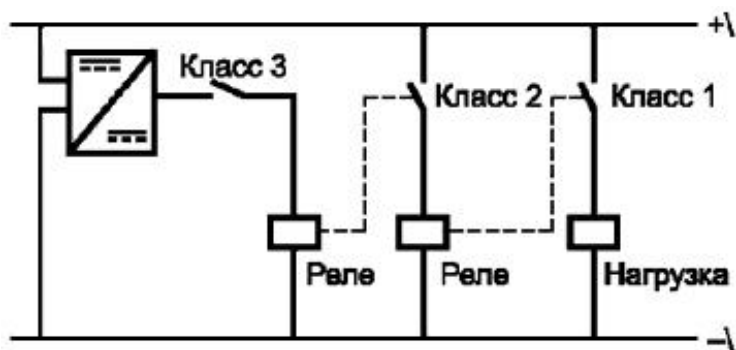 +\
Класс 3
Класс 2
Класс 1
Реле
Реле
Нагрузка
–\